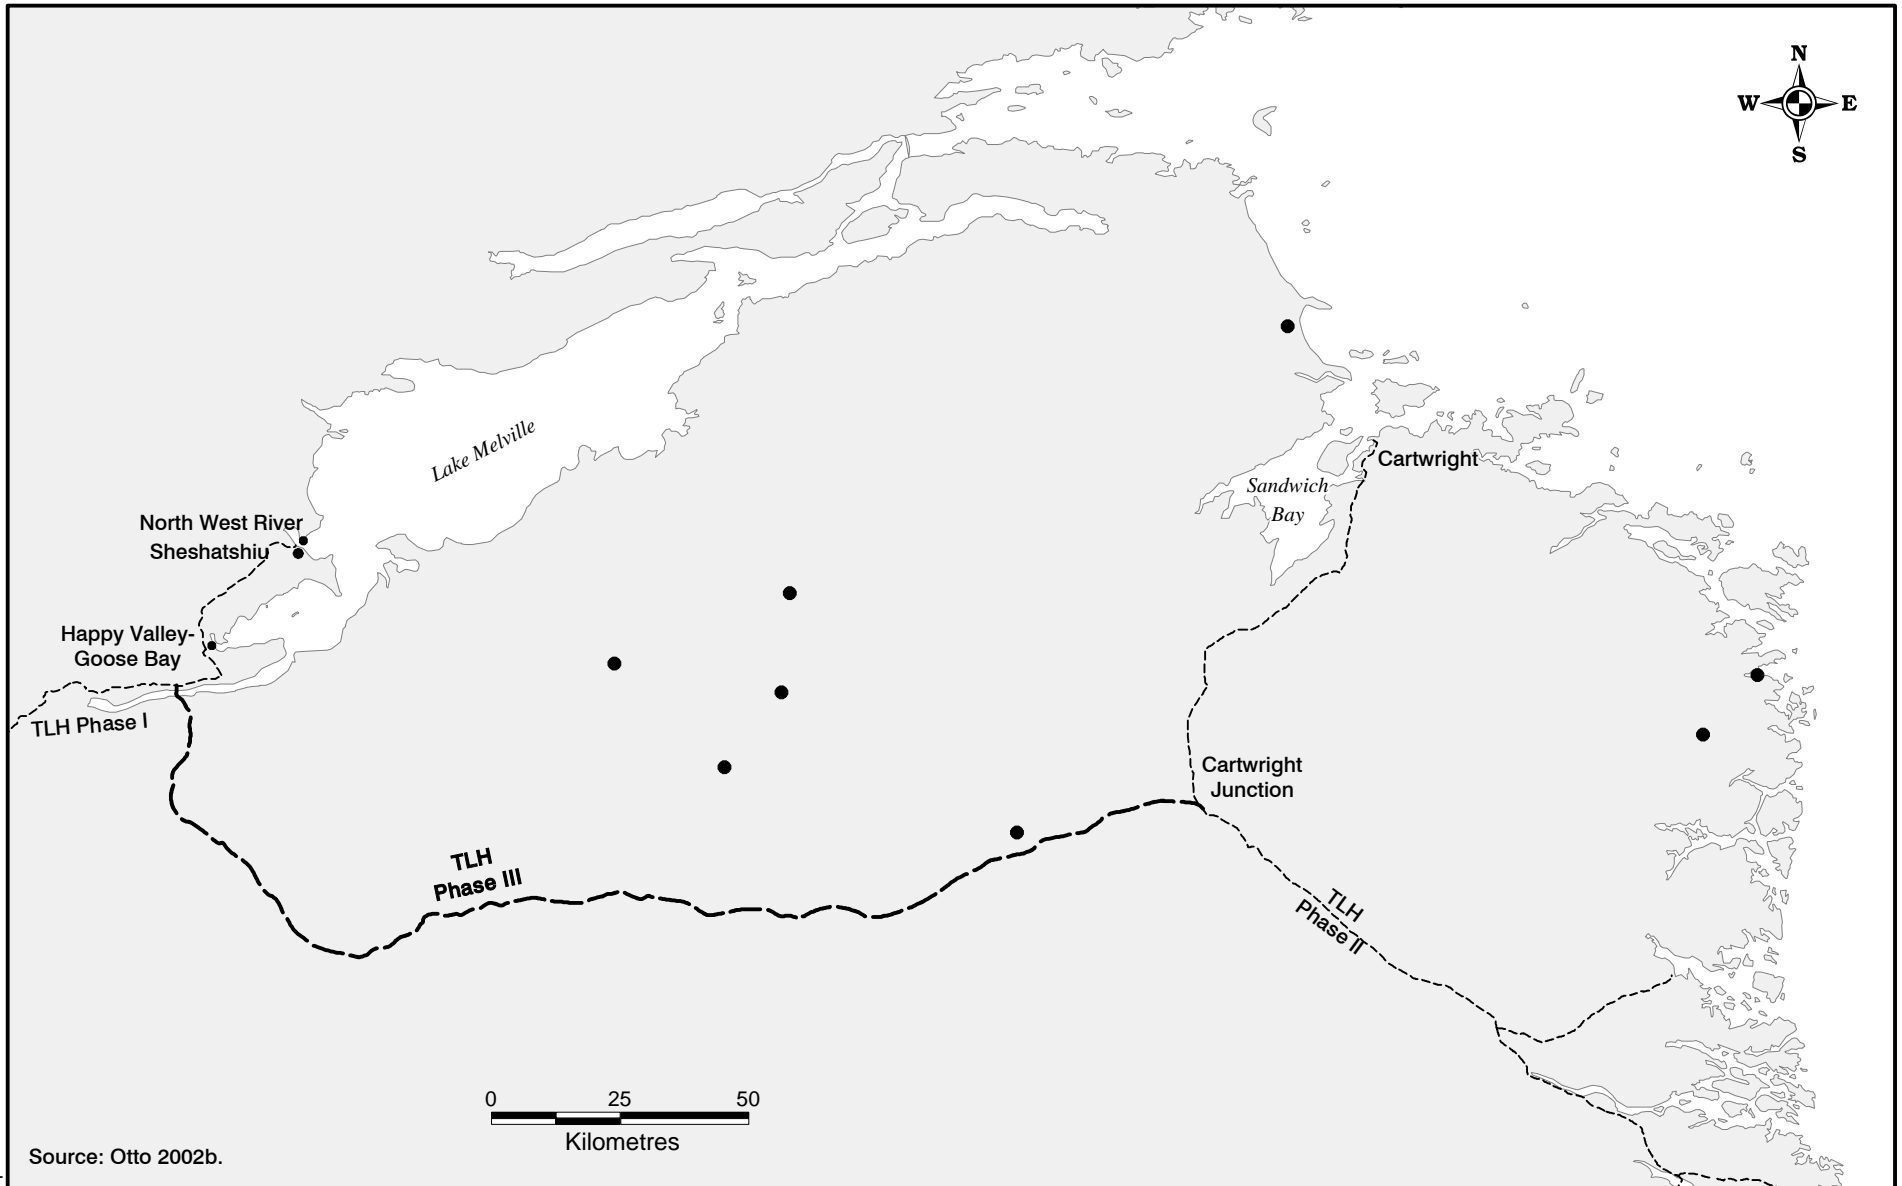 N
W E
S
Lake Melville
Cartwright
Sandwich
Bay
North West River
Sheshatshiu
Happy Valley-
Goose Bay
TLH Phase I
Cartwright
Junction
TLH
Phase III
TLH
Phase II
0 25 50
Kilometres
Source: Otto 2002b.